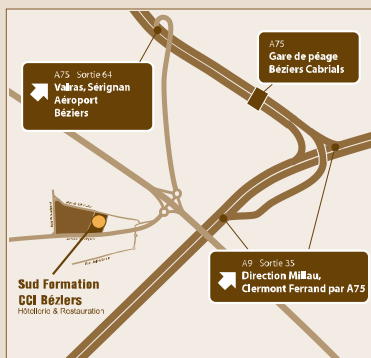 A75 Sortie 64
Valras, Sérignan
Aéroport
Béziers
A75
Gare de péage
Béziers Cabrials
A9 Sortie 35
Direction Millau,
Clermont Ferrand par A75
Sud Formation
CCI Béziers
Hôtellerie & Restauration